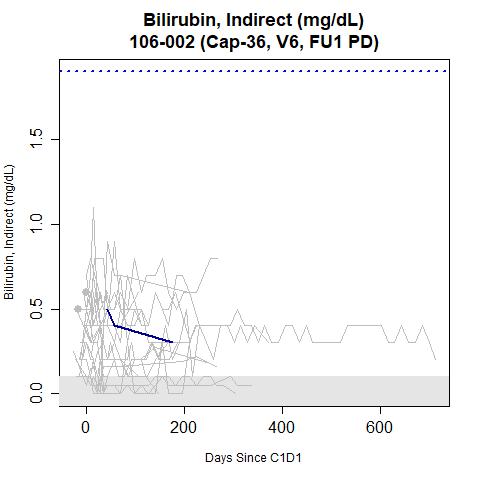 Bilirubin, Indirect (mg/dL)
106-002 (Cap-36, V6, FU1 PD)
Bilirubin, Indirect (mg/dL)
1.5
1.0
0.5
0.0
0 200 400 600
Days Since C1D1